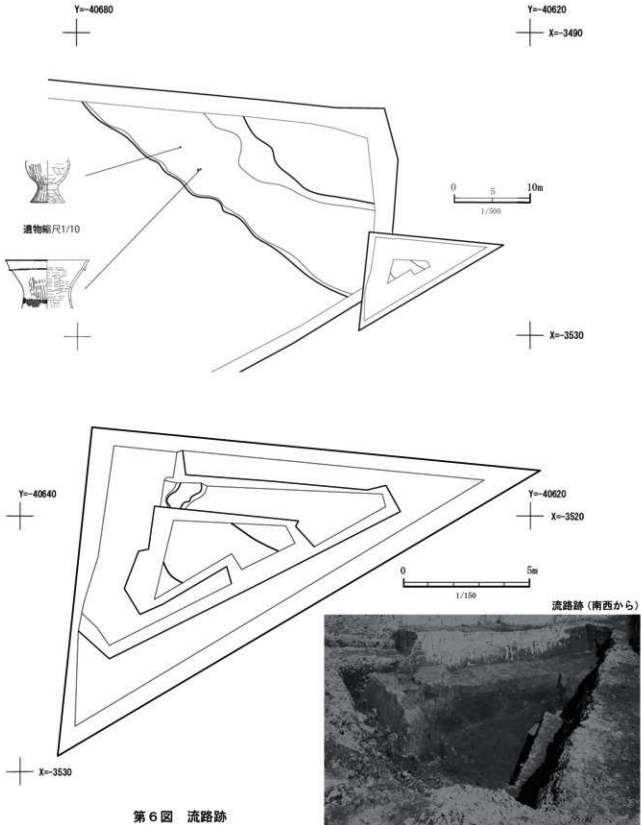 Y=-40680
Y=-40620
X=-3490
0 5 10m
1/500
遺物縮尺1/10
X=-3530
Y=-40640
Y=-40620
X=-3520
0 5m
1/150
流路跡（南西から）
X=-3530
第６図 流路跡